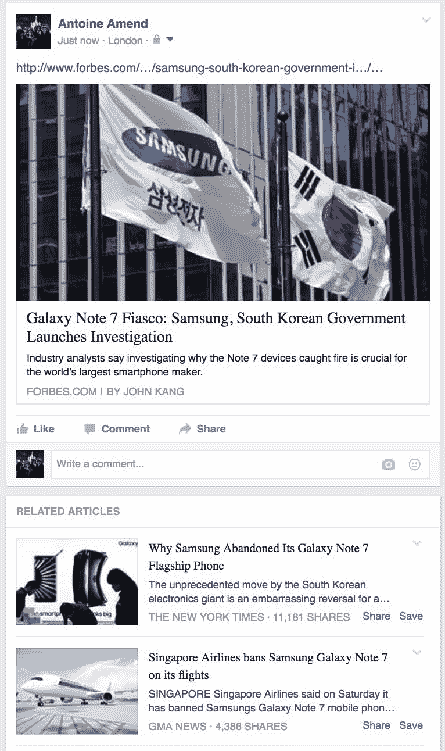 Antoine Amend
Just now · London ·
http://www.forbes.com/.../samsung-south-korean-government-i.../...
SAMSUNG
삼성전자
Galaxy Note 7 Fiasco: Samsung, South Korean Government
Launches Investigation
Industry analysts say investigating why the Note 7 devices caught fire is crucial for
the world's largest smartphone maker.
FORBES.COM | BY JOHN KANG
Like Comment Share
Write a comment...
RELATED ARTICLES
Galaxy
Why Samsung Abandoned Its Galaxy Note 7
Flagship Phone
The unprecedented move by the South Korean
electronics giant is an embarrassing reversal for a...
THE NEW YORK TIMES · 11,181 SHARES Share Save
Singapore Airlines bans Samsung Galaxy Note 7
on its flights
SINGAPORE Singapore Airlines said on Saturday it
has banned Samsungs Galaxy Note 7 mobile phon...
GMA NEWS · 4,386 SHARES Share Save